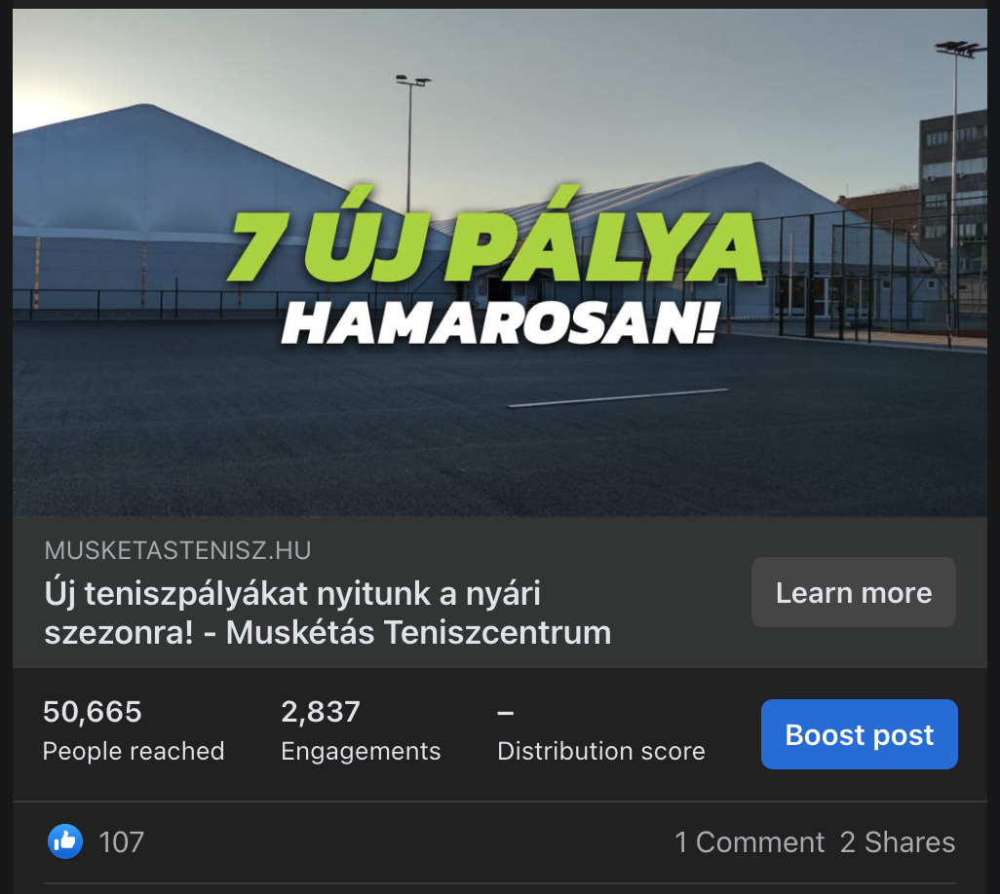 7 ÚJ PÁLYA
HAMAROSAN!
MUSKETASTENISZ.HU
Új teniszpályákat nyitunk a nyári
szezonra! - Muskétás Teniszcentrum
Learn more
50,665
People reached
2,837
Engagements
–
Distribution score
Boost post
107
1 Comment 2 Shares